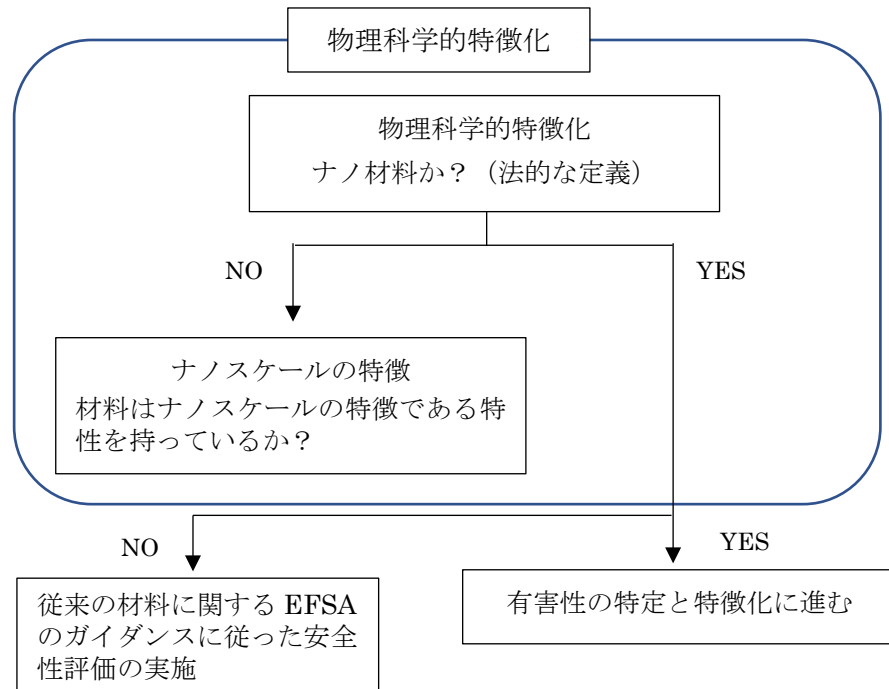 物理科学的特徴化
物理科学的特徴化
ナノ材料か？（法的な定義）
NO
YES
ナノスケールの特徴
材料はナノスケールの特徴である特
性を持っているか？
NO
YES
従来の材料に関する EFSA
のガイダンスに従った安全
性評価の実施
有害性の特定と特徴化に進む